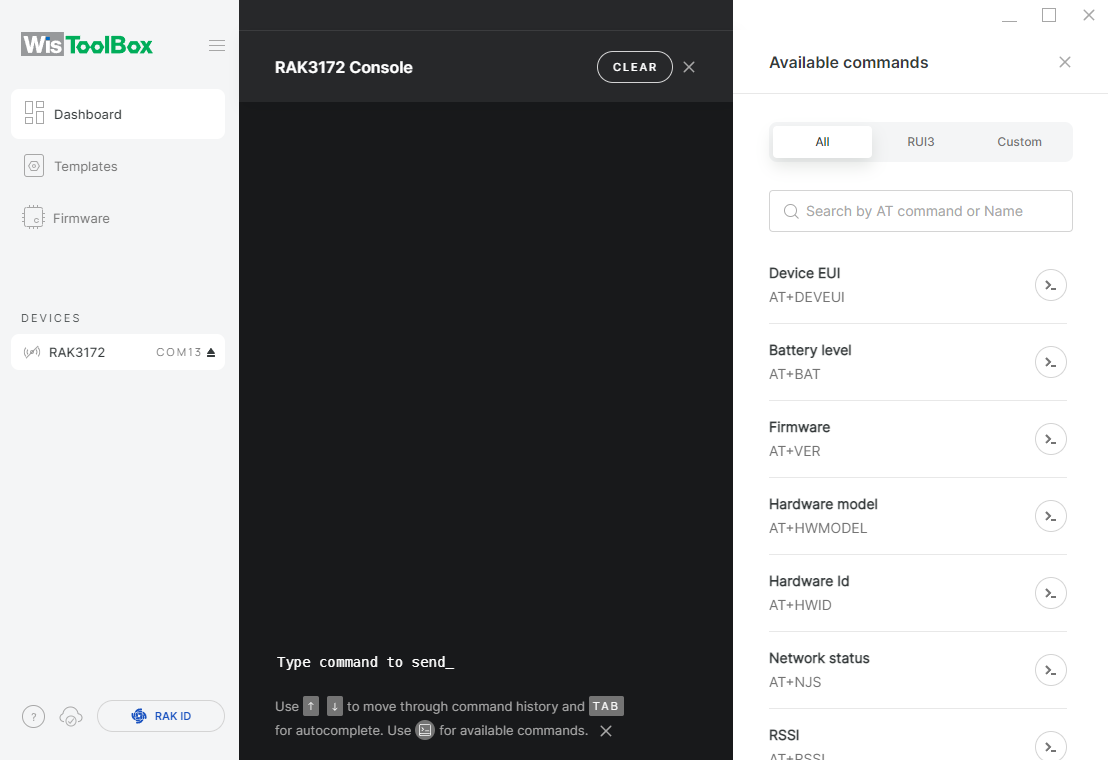 WisToolBox
Dashboard
Templates
Firmware
DEVICES
RAK3172 COM13
?
RAK ID
RAK3172 Console
CLEAR
Type command to send_
Use ↑ ↓ to move through command history and TAB
for autocomplete. Use for available commands.
Available commands
All RUI3 Custom
Search by AT command or Name
Device EUI
AT+DEVEUI
Battery level
AT+BAT
Firmware
AT+VER
Hardware model
AT+HWMODEL
Hardware Id
AT+HWID
Network status
AT+NJS
RSSI
AT+RSSI